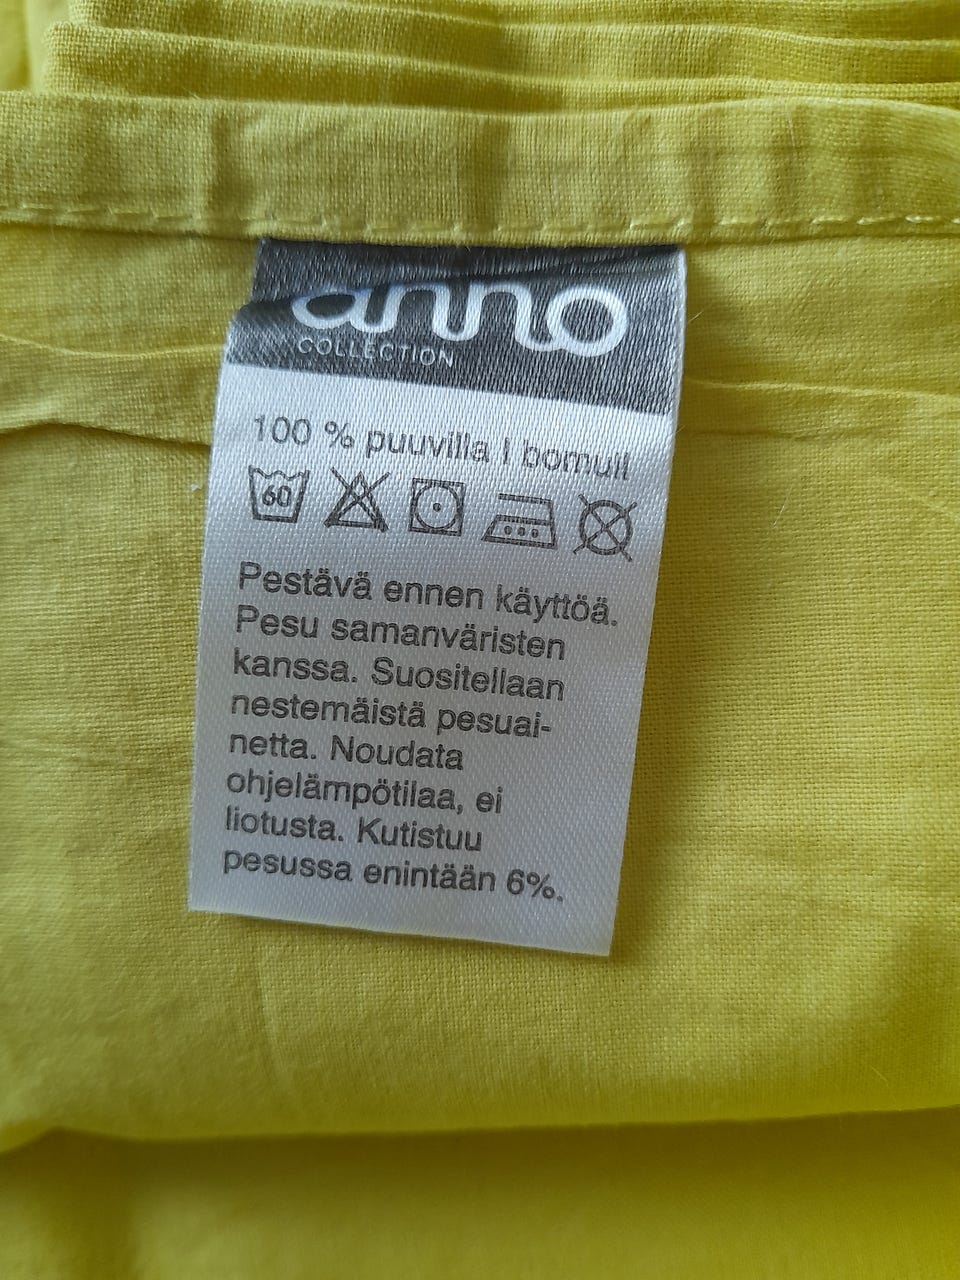 anno
COLLECTION
100 % puuvilla | bomull
60
Pestävä ennen käyttöä.
Pesu samanväristen
kanssa. Suositellaan
nestemäistä pesuai-
netta. Noudata
ohjelämpötilaa, ei
liotusta. Kutistuu
pesussa enintään 6%.